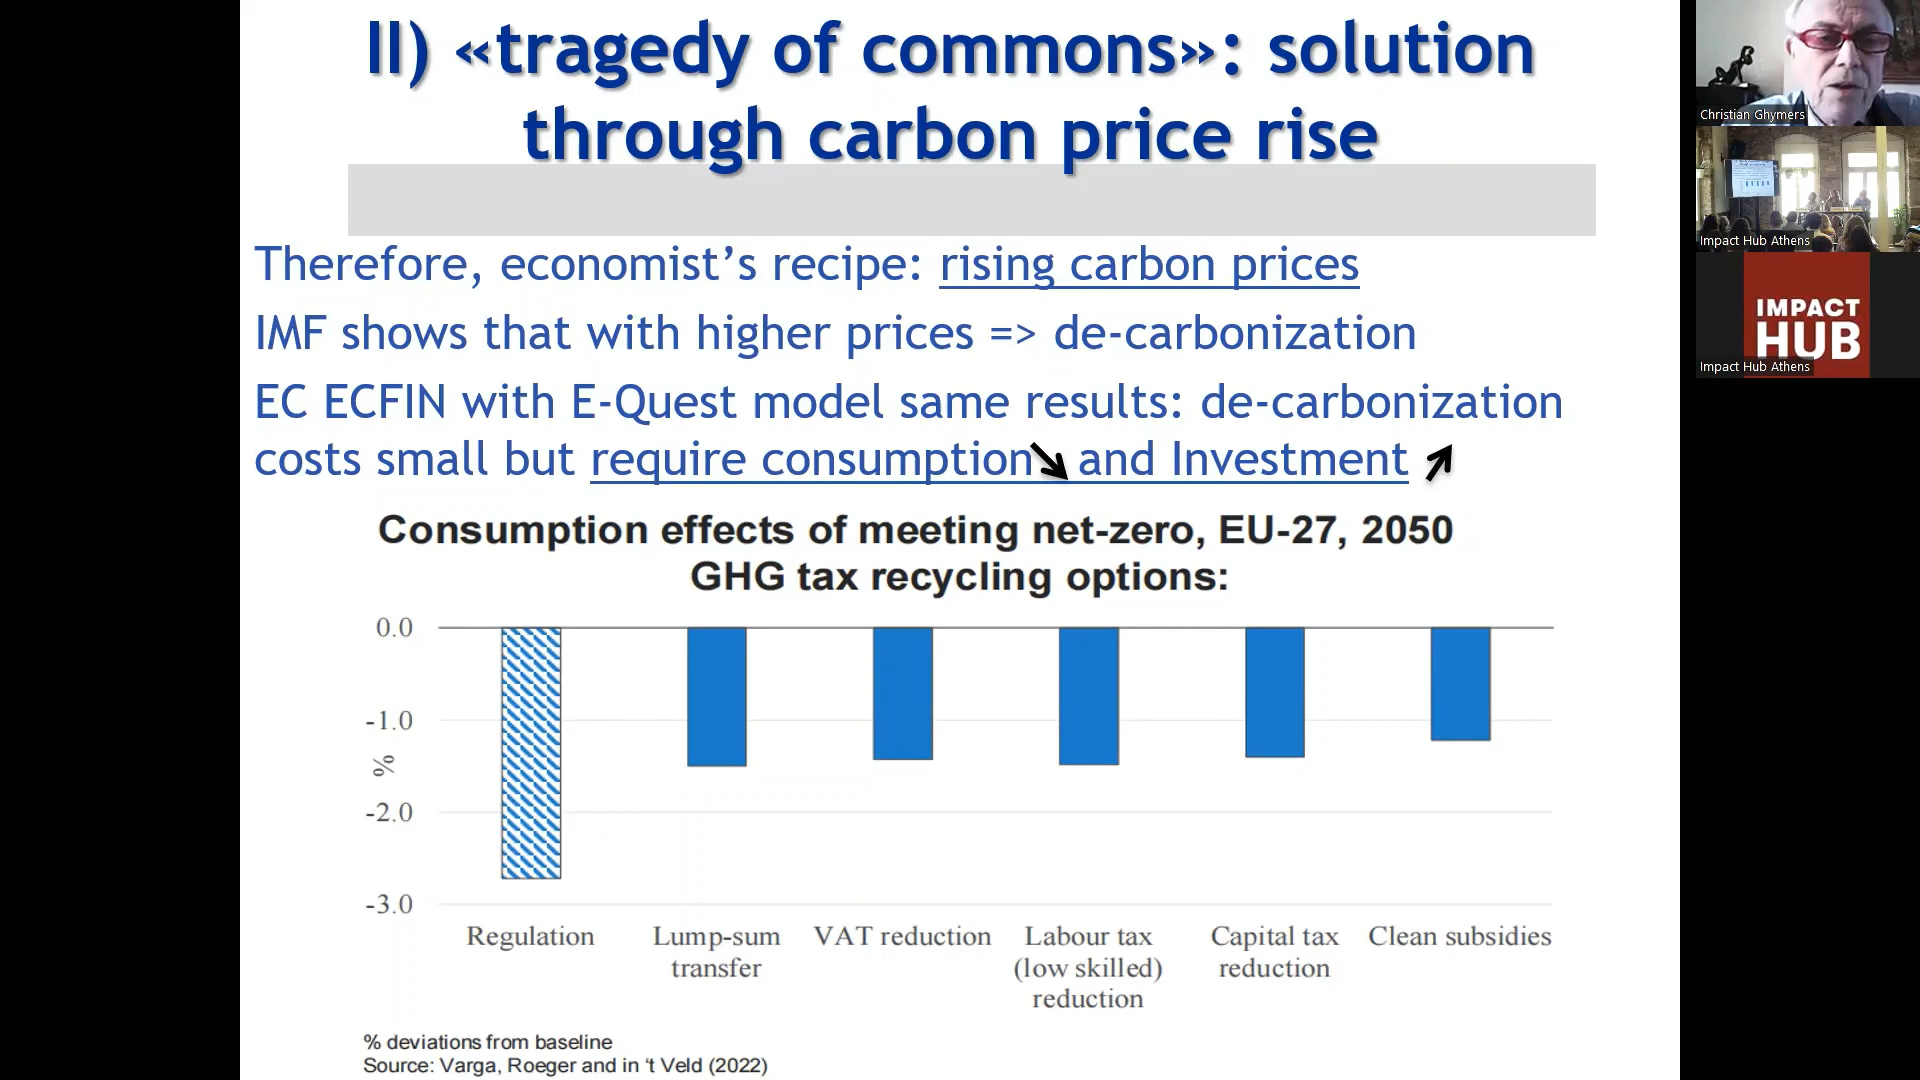 II) «tragedy of commons»: solution
through carbon price rise
Therefore, economist’s recipe: rising carbon prices
IMF shows that with higher prices => de-carbonization
EC ECFIN with E-Quest model same results: de-carbonization
costs small but require consumption and Investment
Consumption effects of meeting net-zero, EU-27, 2050
GHG tax recycling options:
0.0
-1.0
%
-2.0
-3.0
Regulation
Lump-sum
transfer
VAT reduction
Labour tax
(low skilled)
reduction
Capital tax
reduction
Clean subsidies
% deviations from baseline
Source: Varga, Roeger and in ‘t Veld (2022)
Christian Ghymers
Impact Hub Athens
IMPACT
HUB
Impact Hub Athens